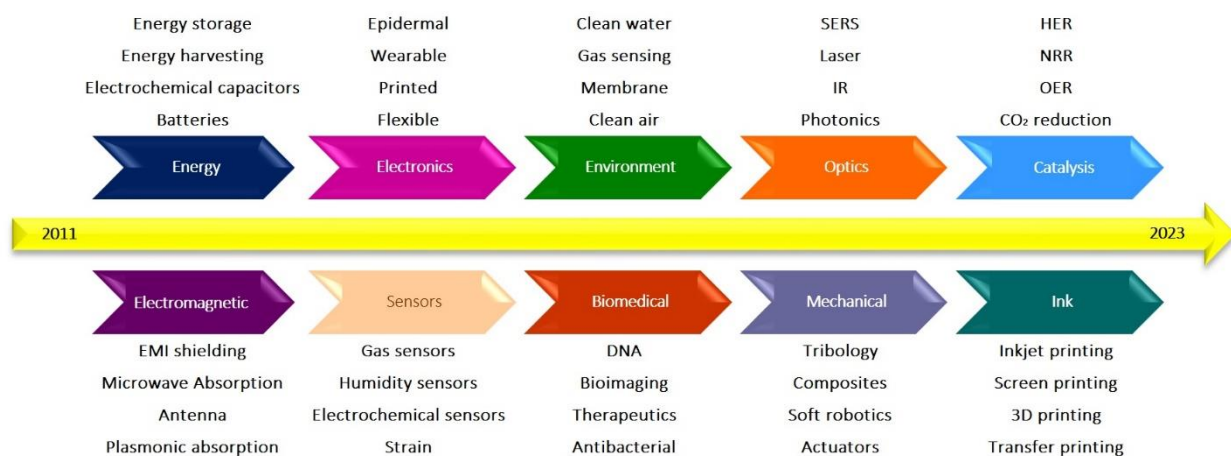 Energy storage
Energy harvesting
Electrochemical capacitors
Batteries
Energy
Epidermal
Wearable
Printed
Flexible
Electronics
Clean water
Gas sensing
Membrane
Clean air
Environment
SERS
Laser
IR
Photonics
Optics
HER
NRR
OER
CO₂ reduction
Catalysis
2011
2023
Electromagnetic
EMI shielding
Microwave Absorption
Antenna
Plasmonic absorption
Sensors
Gas sensors
Humidity sensors
Electrochemical sensors
Strain
Biomedical
DNA
Bioimaging
Therapeutics
Antibacterial
Mechanical
Tribology
Composites
Soft robotics
Actuators
Ink
Inkjet printing
Screen printing
3D printing
Transfer printing